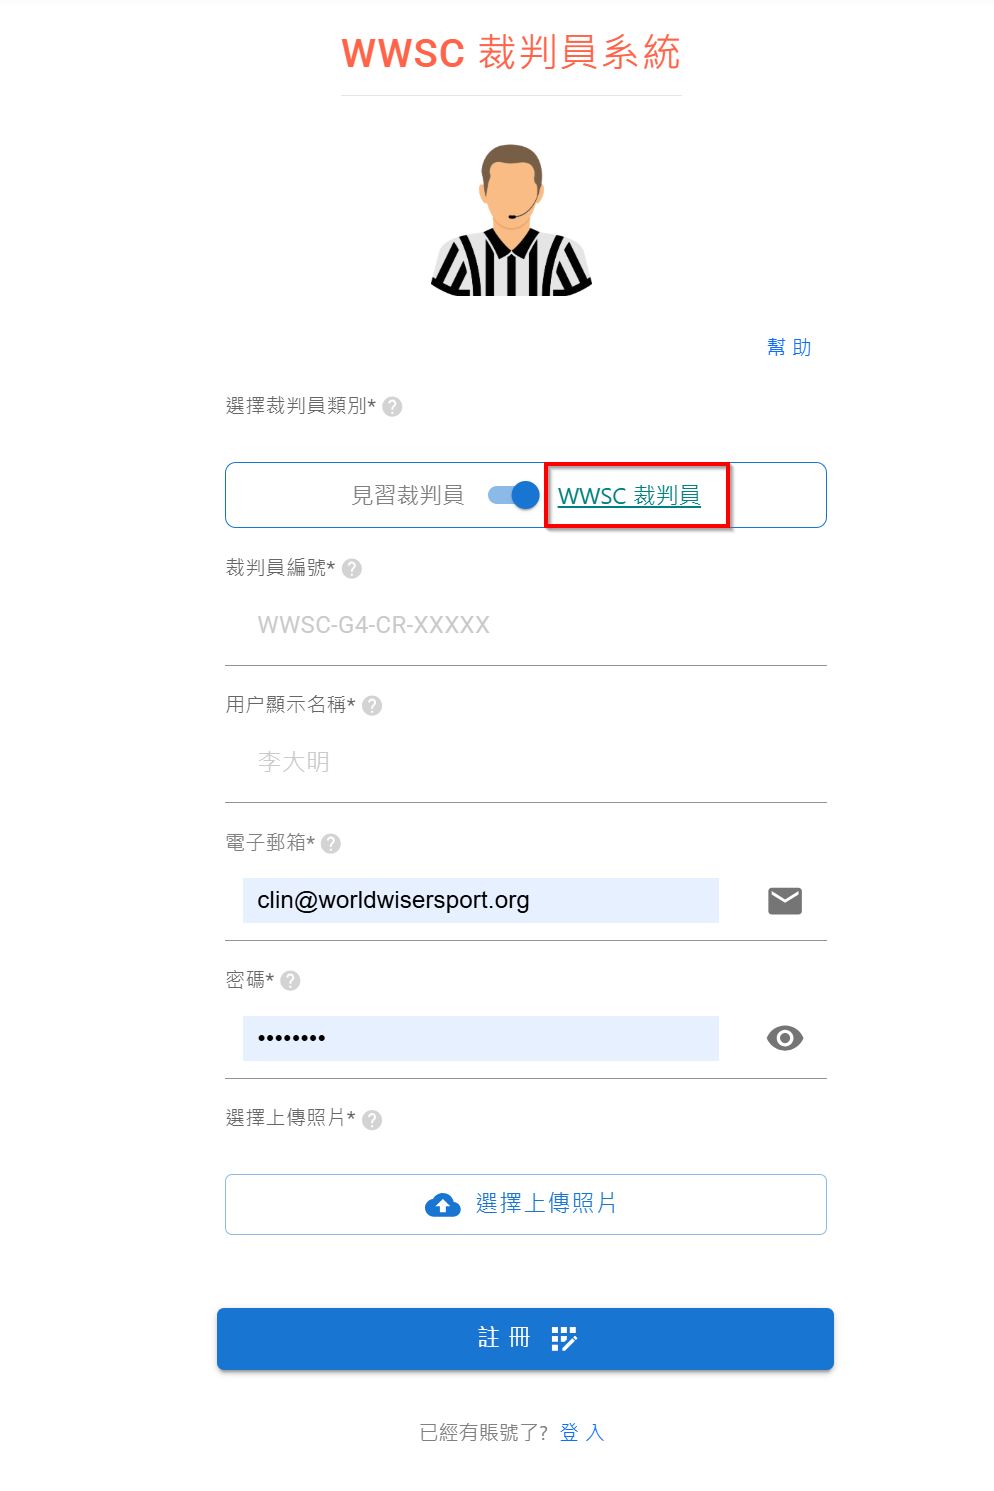 WWSC 裁判員系統
幫 助
選擇裁判員類別* ?
見習裁判員 WWSC 裁判員
裁判員編號* ?
WWSC-G4-CR-XXXXX
用户顯示名稱* ?
李大明
電子郵箱* ?
clin@worldwisersport.org
密碼* ?
••••••••
選擇上傳照片* ?
選擇上傳照片
註 冊
已經有賬號了? 登 入